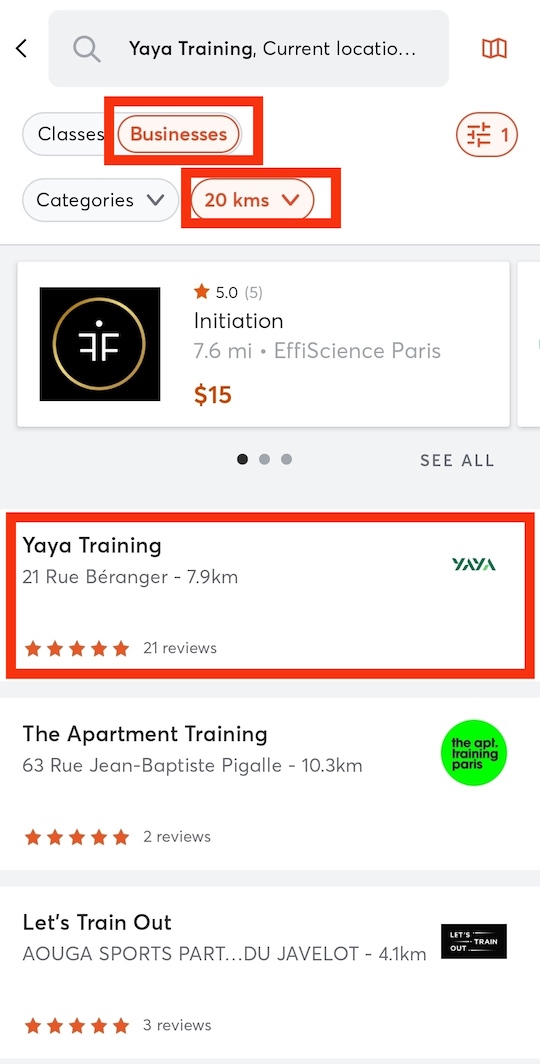 Yaya Training, Current locatio...
Classes
Businesses
1
Categories
20 kms
5.0 (5)
Initiation
7.6 mi • EffiScience Paris
$15
SEE ALL
Yaya Training
21 Rue Béranger - 7.9km
YAYA
21 reviews
The Apartment Training
63 Rue Jean-Baptiste Pigalle - 10.3km
the apt.
training
paris
2 reviews
Let's Train Out
AOUGA SPORTS PART...DU JAVELOT - 4.1km
LET'S
TRAIN
OUT
3 reviews